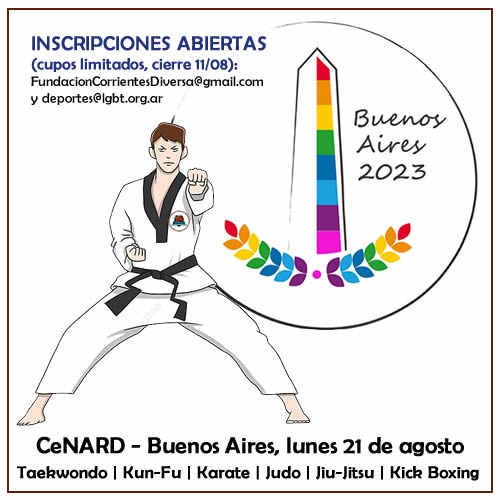 INSCRIPCIONES ABIERTAS
(cupos limitados, cierre 11/08):
FundacionCorrientesDiversa@gmail.com
y deportes@lgbt.org.ar
Buenos
Aires
2023
CeNARD - Buenos Aires, lunes 21 de agosto
Taekwondo | Kun-Fu | Karate | Judo | Jiu-Jitsu | Kick Boxing